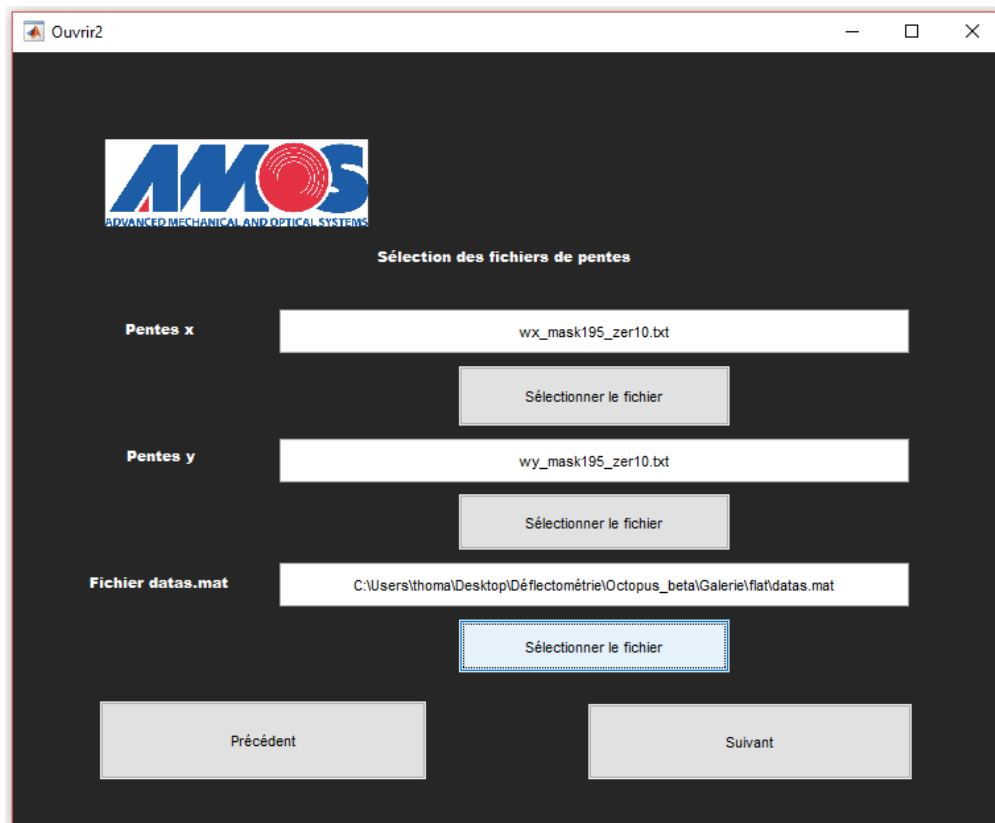 Ouvrir2
AMOS
ADVANCED MECHANICAL AND OPTICAL SYSTEMS
Sélection des fichiers de pentes
Pentes x
wx_mask195_zer10.txt
Sélectionner le fichier
Pentes y
wy_mask195_zer10.txt
Sélectionner le fichier
Fichier datas.mat
C:\Users\thoma\Desktop\Déflectométrie\Octopus_beta\Galerie\flat\datas.mat
Sélectionner le fichier
Précédent
Suivant